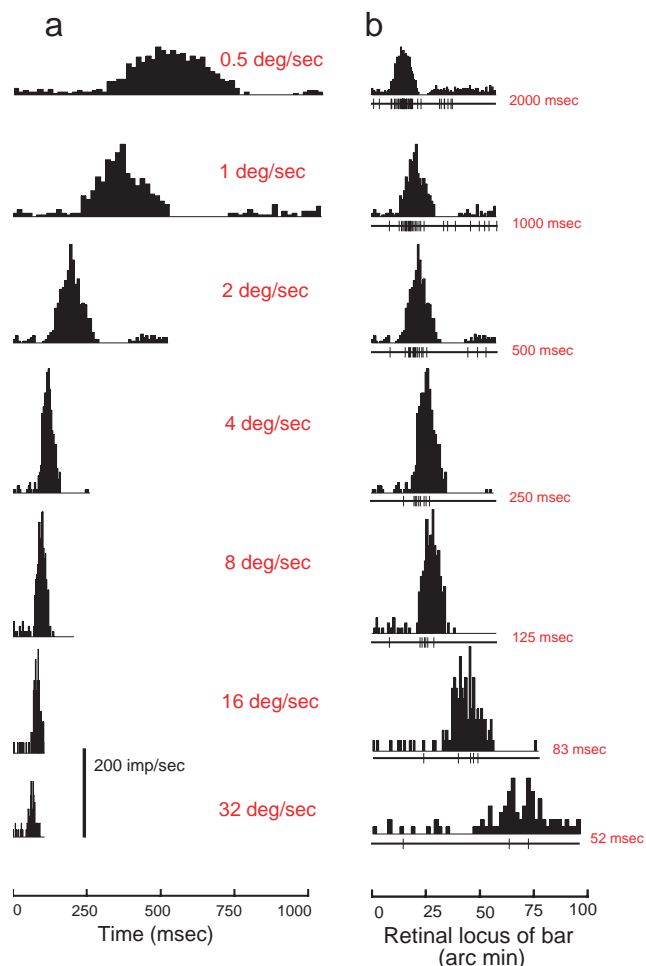 a
b
0.5 deg/sec
2000 msec
1 deg/sec
1000 msec
2 deg/sec
500 msec
4 deg/sec
250 msec
8 deg/sec
125 msec
16 deg/sec
83 msec
200 imp/sec
32 deg/sec
52 msec
0 250 500 750 1000
0 25 50 75 100
Time (msec)
Retinal locus of bar
(arc min)